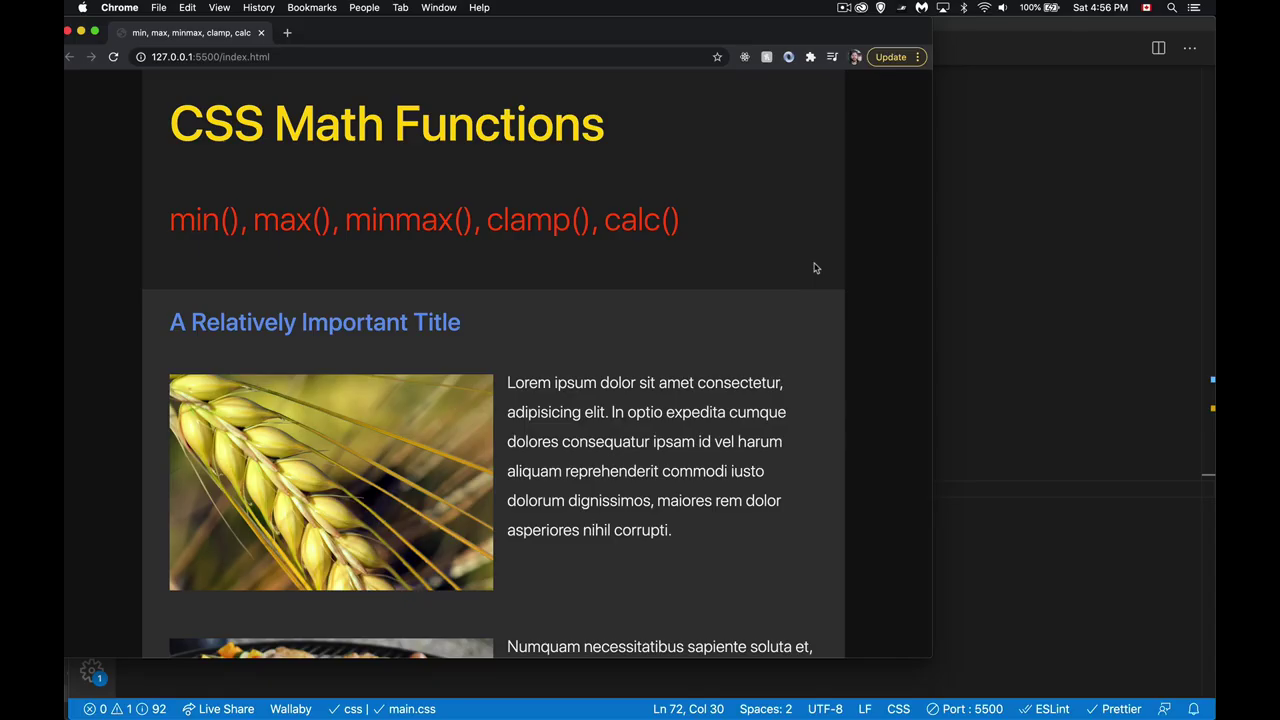 Chrome File Edit View History Bookmarks People Tab Window Help 100% Sat 4:56 PM
min, max, minmax, clamp, calc
127.0.0.1:5500/index.html Update
CSS Math Functions
min(), max(), minmax(), clamp(), calc()
A Relatively Important Title
Lorem ipsum dolor sit amet consectetur,
adipisicing elit. In optio expedita cumque
dolores consequatur ipsam id vel harum
aliquam reprehenderit commodi iusto
dolorum dignissimos, maiores rem dolor
asperiores nihil corrupti.
Numquam necessitatibus sapiente soluta et,
1
0 1 92 Live Share Wallaby css | main.css Ln 72, Col 30 Spaces: 2 UTF-8 LF CSS Port : 5500 ESLint Prettier